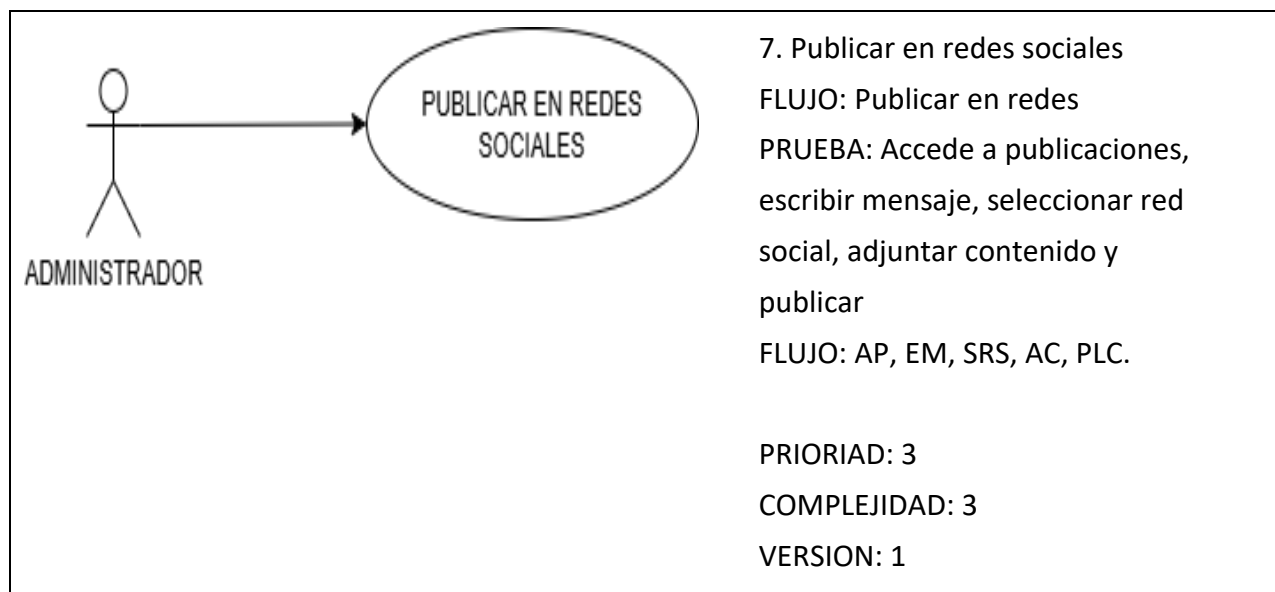 PUBLICAR EN REDES
SOCIALES
ADMINISTRADOR
7. Publicar en redes sociales
FLUJO: Publicar en redes
PRUEBA: Accede a publicaciones,
escribir mensaje, seleccionar red
social, adjuntar contenido y
publicar
FLUJO: AP, EM, SRS, AC, PLC.
PRIORIAD: 3
COMPLEJIDAD: 3
VERSION: 1